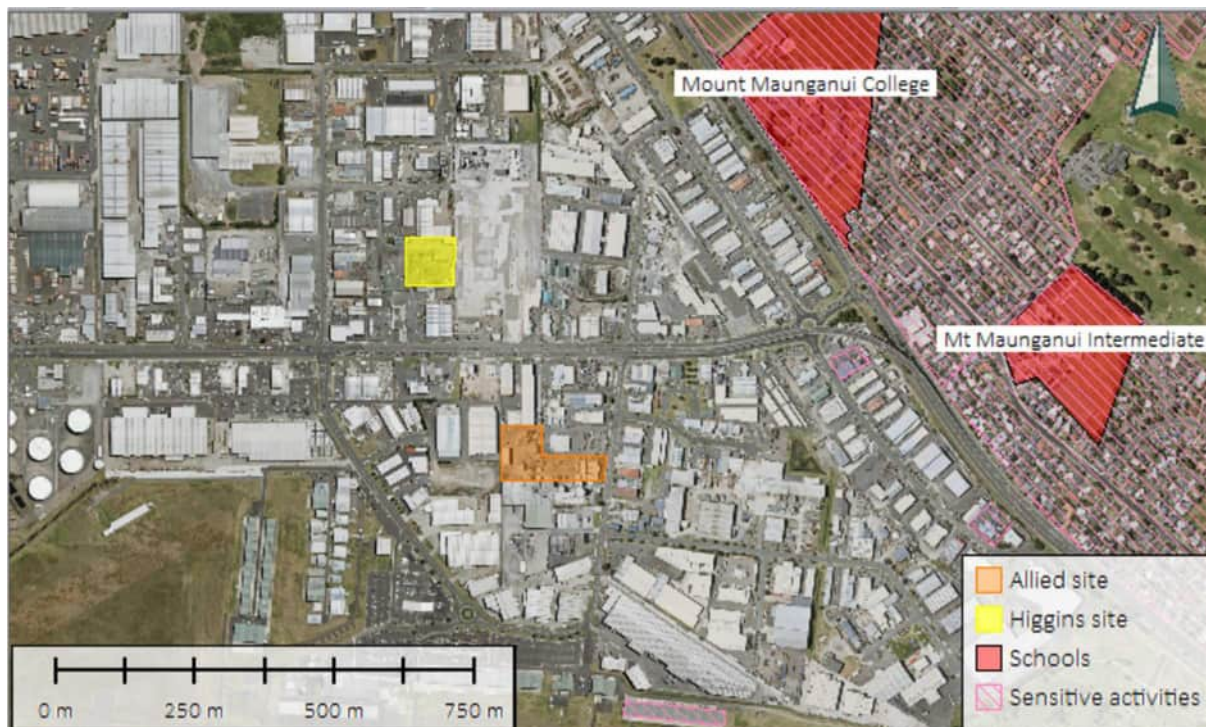 Mount Maunganui College
Mt Maunganui Intermediate
Allied site
Higgins site
Schools
Sensitive activities
0 m 250 m 500 m 750 m